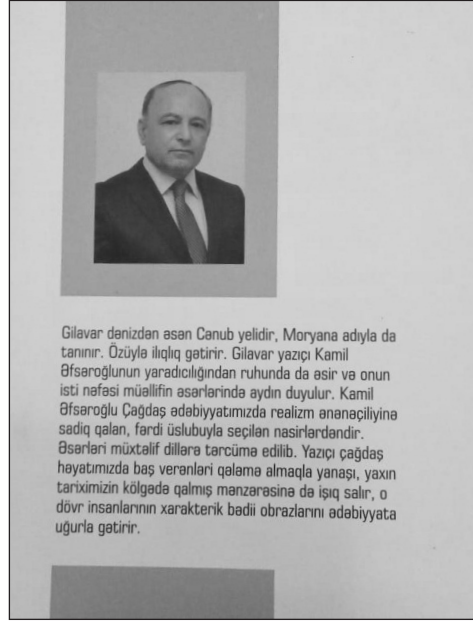 Gilavar dənizdən əsən Cənub yelidir, Moryana adıyla da
tanınır. Özüylə ilıqlıq gətirir. Gilavar yazıçı Kamil
Əfsəroğlunun yaradıcılığından ruhunda da əsir və onun
isti nəfəsi müəllifin əsərlərində aydın duyulur. Kamil
Əfsəroğlu Çağdaş ədəbiyyatımızda realizm ənənəçiliyinə
sadiq qalan, fərdi üslubuyla seçilən nasirlərdəndir.
Əsərləri müxtəlif dillərə tərcümə edilib. Yazıçı çağdaş
həyatımızda baş verənləri qələmə almaqla yanaşı, yaxın
tariximizin kölgədə qalmış mənzərəsinə də işıq salır, o
dövr insanlarının xarakterik bədii obrazlarını ədəbiyyata
uğurla gətirir.